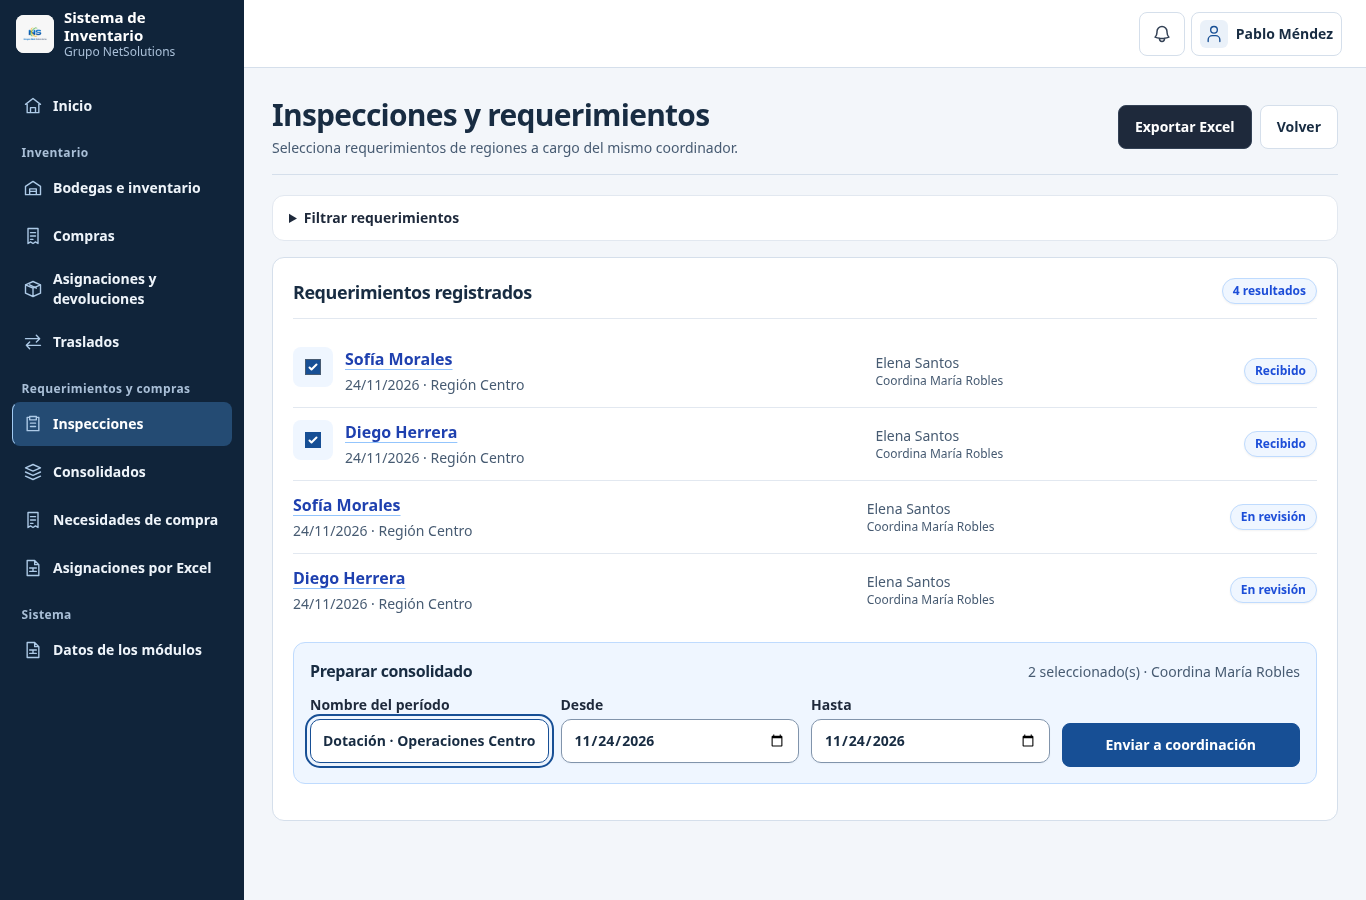 NS
Sistema de
Inventario
Grupo NetSolutions
Pablo Méndez
Inicio
Inventario
Bodegas e inventario
Compras
Asignaciones y
devoluciones
Traslados
Requerimientos y compras
Inspecciones
Consolidados
Necesidades de compra
Asignaciones por Excel
Sistema
Datos de los módulos
Inspecciones y requerimientos
Selecciona requerimientos de regiones a cargo del mismo coordinador.
Exportar Excel
Volver
Filtrar requerimientos
Requerimientos registrados
4 resultados
Sofía Morales
24/11/2026 · Región Centro
Elena Santos
Coordina María Robles
Recibido
Diego Herrera
24/11/2026 · Región Centro
Elena Santos
Coordina María Robles
Recibido
Sofía Morales
24/11/2026 · Región Centro
Elena Santos
Coordina María Robles
En revisión
Diego Herrera
24/11/2026 · Región Centro
Elena Santos
Coordina María Robles
En revisión
Preparar consolidado
2 seleccionado(s) · Coordina María Robles
Nombre del período
Dotación · Operaciones Centro
Desde
11/24/2026
Hasta
11/24/2026
Enviar a coordinación